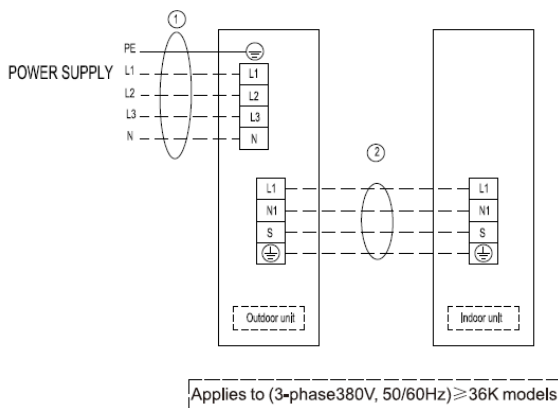 ①
PE
POWER SUPPLY
L1
L2
L3
N
L1
L2
L3
N
②
L1
N1
S
L1
N1
S
Outdoor unit
Indoor unit
Applies to (3-phase380V, 50/60Hz)≥36K models